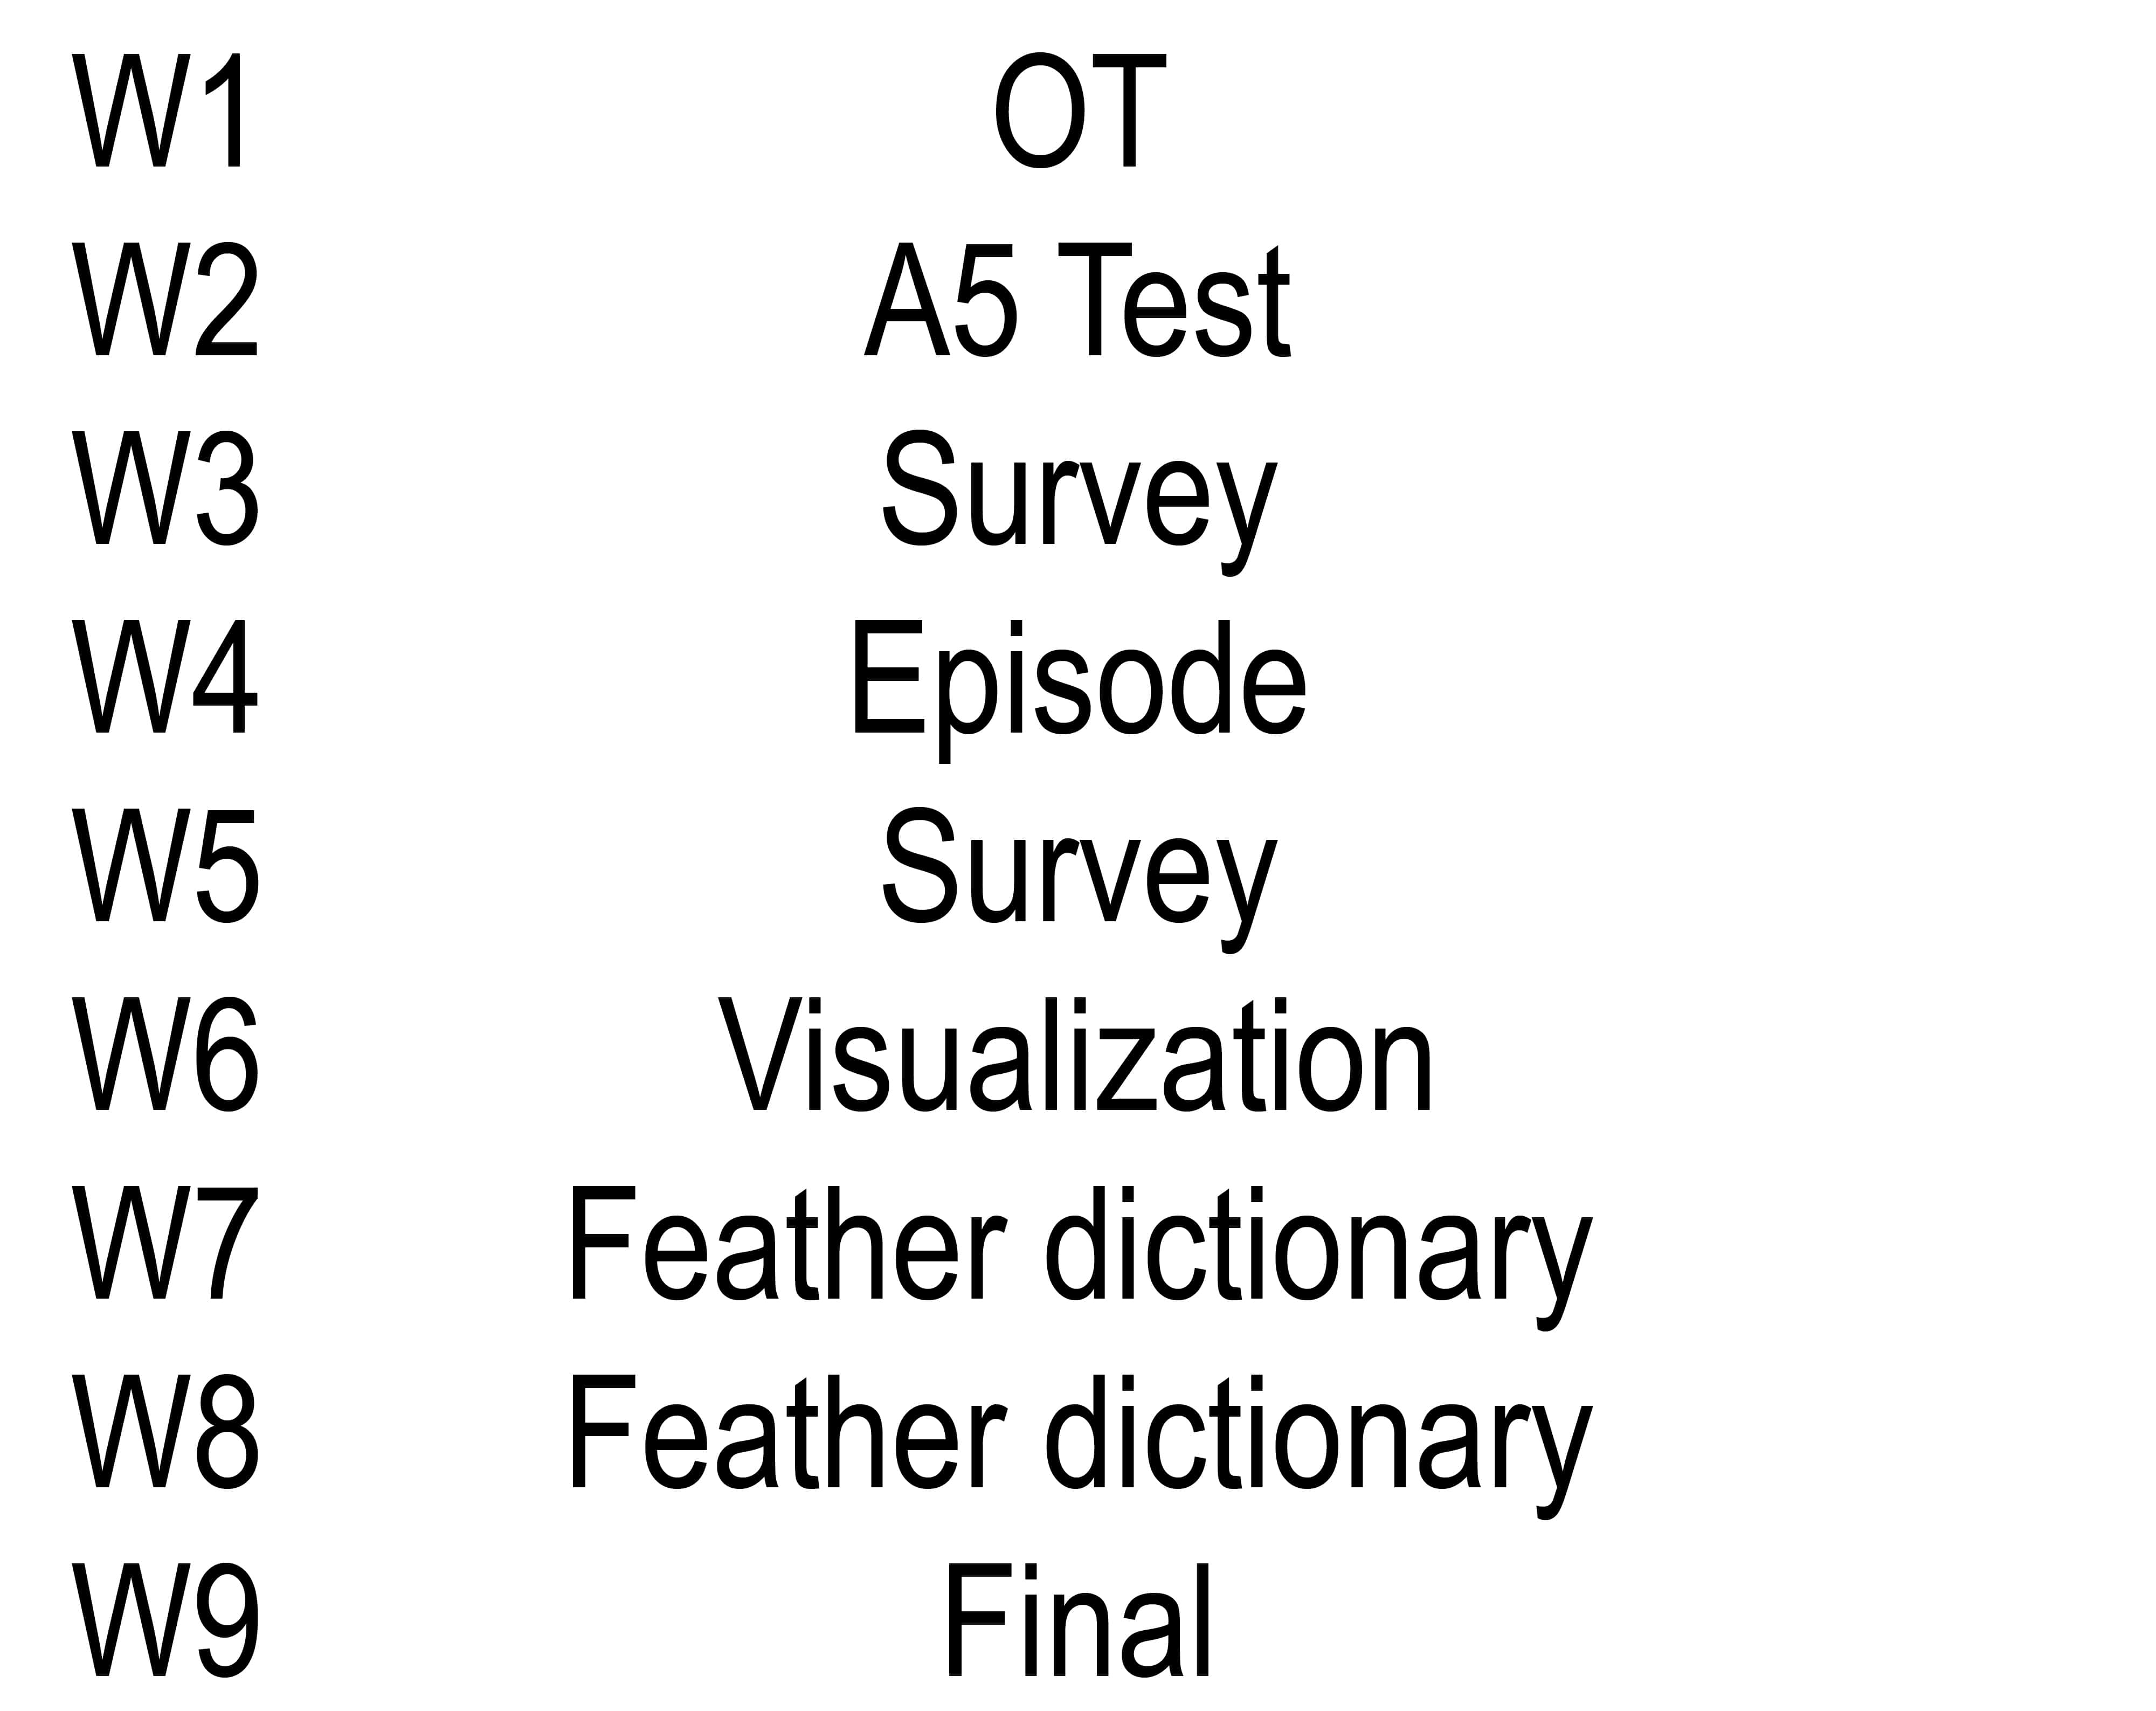 W1 OT
W2 A5 Test
W3 Survey
W4 Episode
W5 Survey
W6 Visualization
W7 Feather dictionary
W8 Feather dictionary
W9 Final